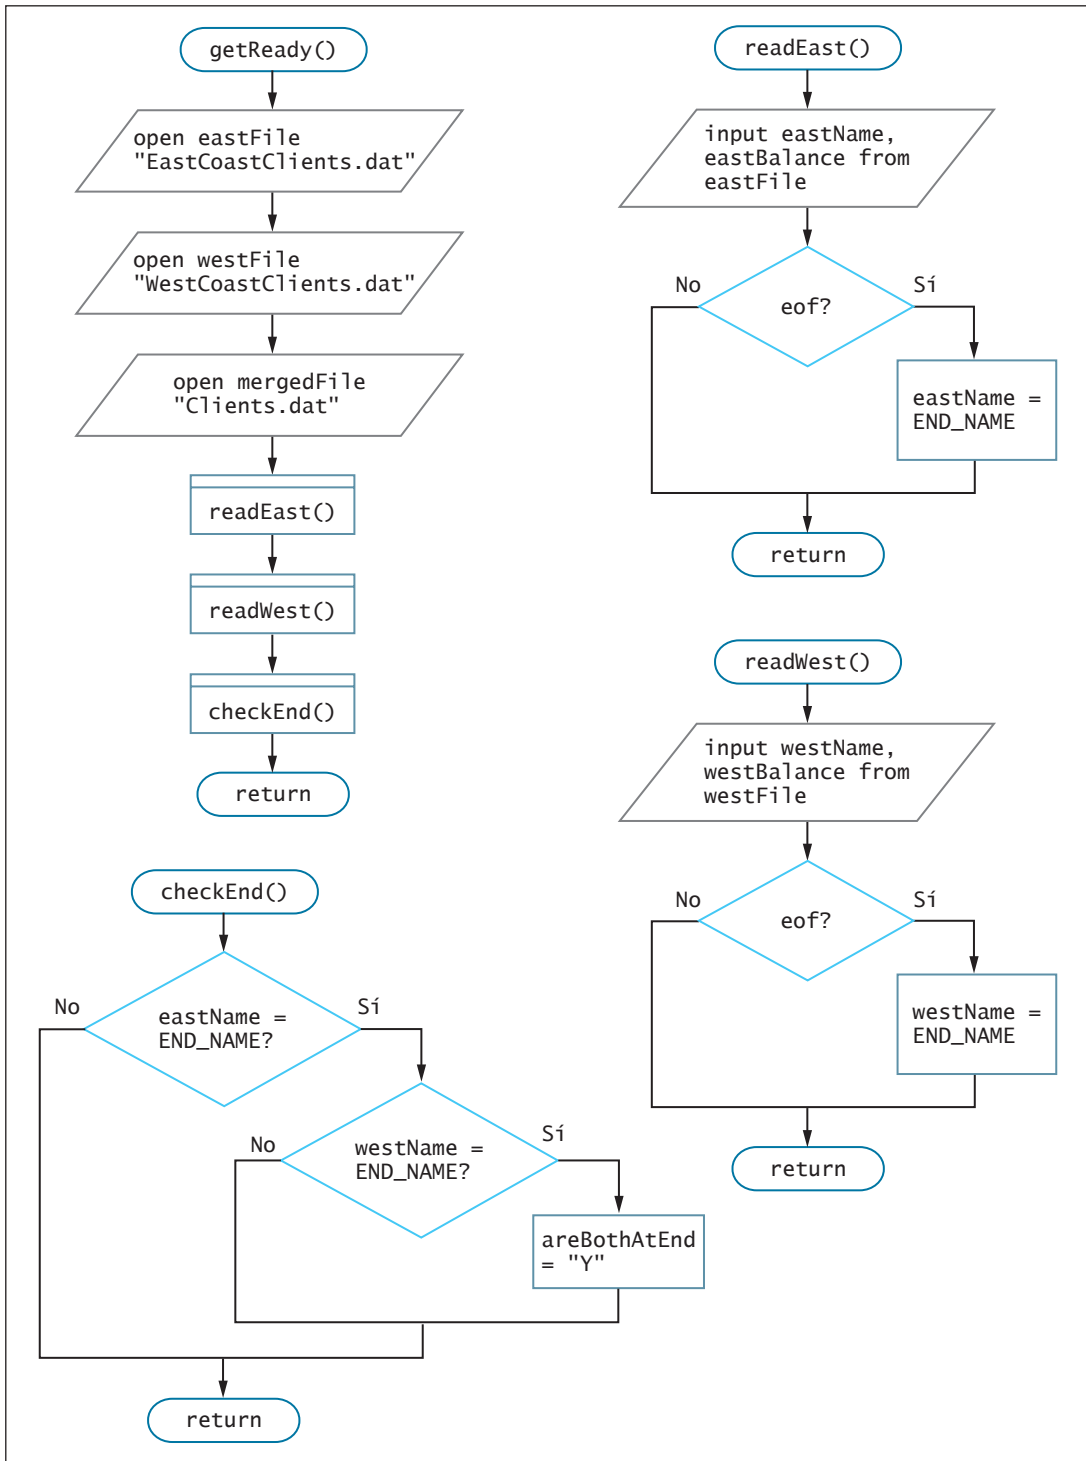 getReady()
open eastFile
"EastCoastClients.dat"
open westFile
"WestCoastClients.dat"
open mergedFile
"Clients.dat"
readEast()
readWest()
checkEnd()
return
readEast()
input eastName,
eastBalance from
eastFile
No
eof?
Sí
eastName =
END_NAME
return
readWest()
input westName,
westBalance from
westFile
No
eof?
Sí
westName =
END_NAME
return
checkEnd()
No
eastName =
END_NAME?
Sí
No
westName =
END_NAME?
Sí
areBothAtEnd
= "Y"
return